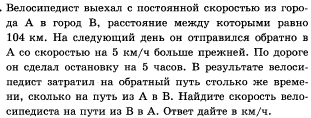 . Велосипедист выехал с постоянной скоростью из горо-
да А в город В, расстояние между которыми равно
104 км. На следующий день он отправился обратно в
А со скоростью на 5 км/ч больше прежней. По дороге
он сделал остановку на 5 часов. В результате велоси-
педист затратил на обратный путь столько же време-
ни, сколько на путь из А в В. Найдите скорость вело-
сипедиста на пути из В в А. Ответ дайте в км/ч.